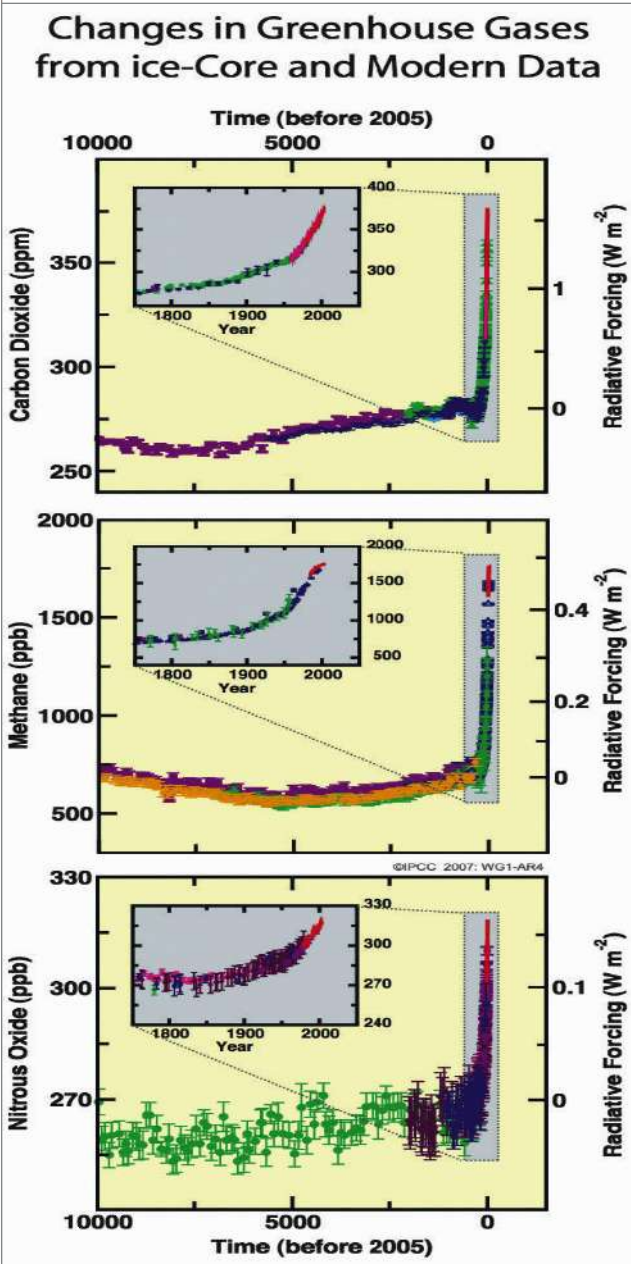 Changes in Greenhouse Gases
from ice-Core and Modern Data
Time (before 2005)
10000 5000 0
Carbon Dioxide (ppm)
350
300
250
400
350
300
1800 1900 2000
Year
1
0
Radiative Forcing (W m-2)
Methane (ppb)
2000
1500
1000
500
2000
1500
1000
500
1800 1900 2000
Year
0.4
0.2
0
Radiative Forcing (W m-2)
©IPCC 2007: WG1-AR4
Nitrous Oxide (ppb)
330
300
270
330
300
270
240
1800 1900 2000
Year
0.1
0
Radiative Forcing (W m-2)
10000 5000 0
Time (before 2005)